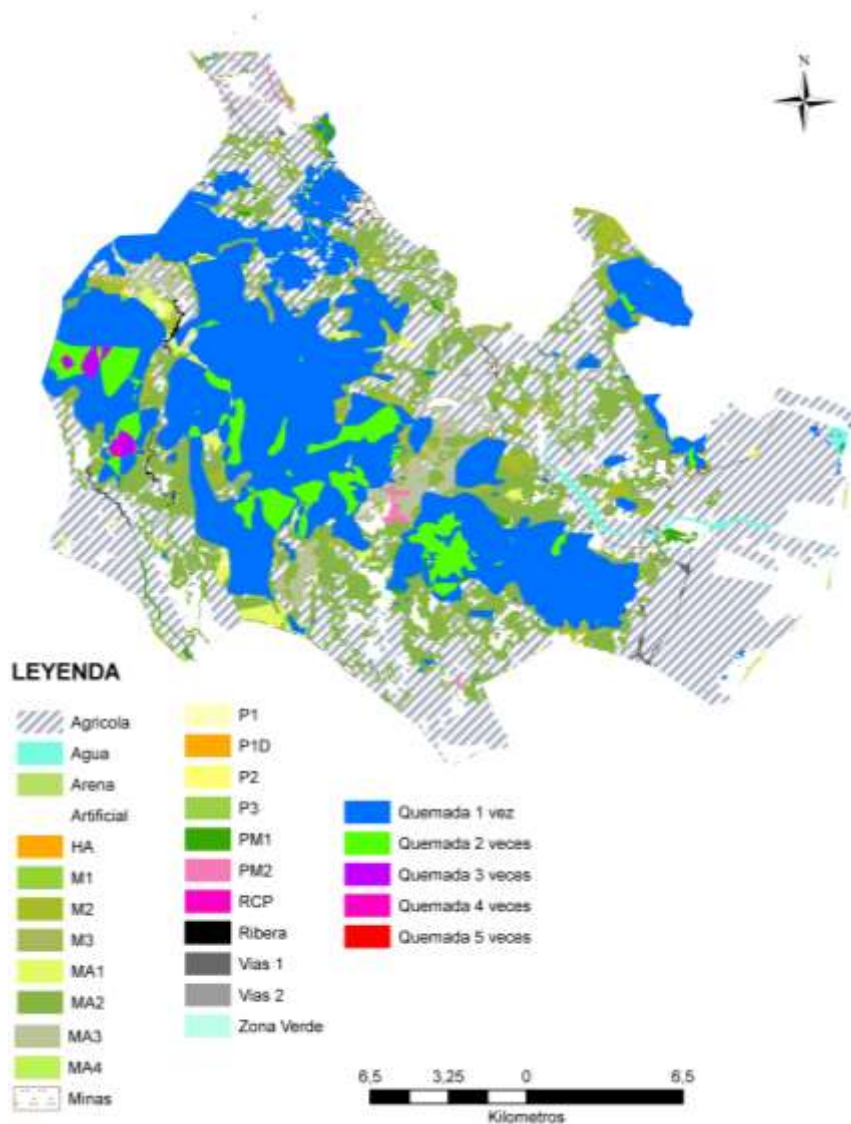 N
LEYENDA
Agricola
Agua
Arena
Artificial
HA
M1
M2
M3
MA1
MA2
MA3
MA4
Minas
P1
P1D
P2
P3
PM1
PM2
RCP
Ribera
Vias 1
Vias 2
Zona Verde
Quemada 1 vez
Quemada 2 veces
Quemada 3 veces
Quemada 4 veces
Quemada 5 veces
6,5 3,25 0 6,5
Kilometros